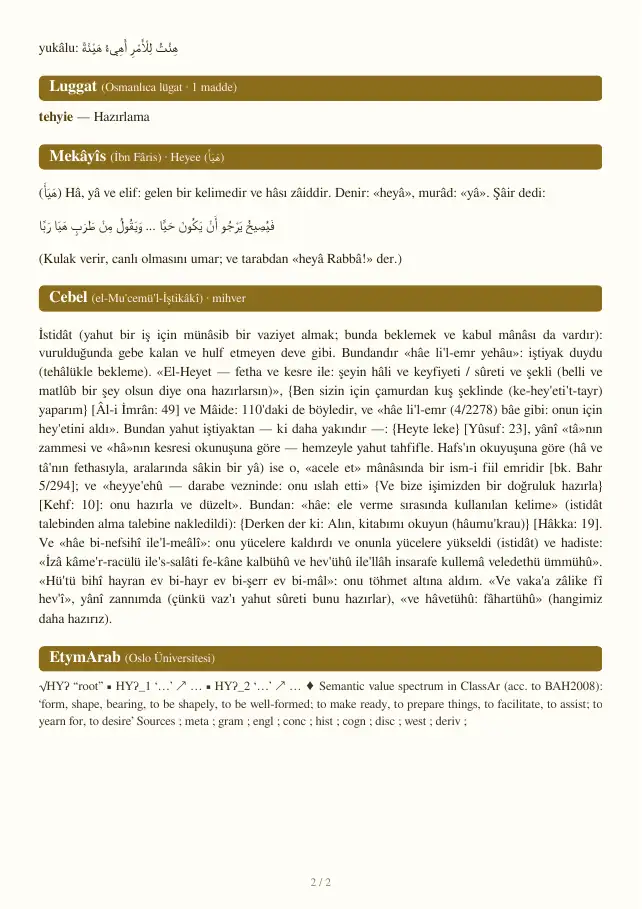 yukâlu: هِئْتُ لِلْأَمْرِ أَهِيءُ هَيْئَةً
Luggat (Osmanlıca lügat · 1 madde)
tehyie — Hazırlama
Mekâyîs (İbn Fâris) · Heyee (هَيَأَ)
(هَيَأَ) Hâ, yâ ve elif: gelen bir kelimedir ve hâsı zâiddir. Denir: «heyâ», murâd: «yâ». Şâir dedi:
فَيُصِيخُ يَرْجُو أَنْ يَكُونَ حَيًّا ... وَيَقُولُ مِنْ طَرَبٍ هَيَا رَبَّا
(Kulak verir, canlı olmasını umar; ve tarabdan «heyâ Rabbâ!» der.)
Cebel (el-Mu'cemü'l-İştikâkî) · mihver
İstidât (yahut bir iş için münâsib bir vaziyet almak; bunda beklemek ve kabul mânâsı da vardır):
vurulduğunda gebe kalan ve hulf etmeyen deve gibi. Bundandır «hâe li'l-emr yehâu»: iştiyak duydu
(tehâlükle bekleme). «El-Heyet — fetha ve kesre ile: şeyin hâli ve keyfiyeti / sûreti ve şekli (belli ve
matlûb bir şey olsun diye ona hazırlarsın)», {Ben sizin için çamurdan kuş şeklinde (ke-hey'eti't-tayr)
yaparım} [Âl-i İmrân: 49] ve Mâide: 110'daki de böyledir, ve «hâe li'l-emr (4/2278) bâe gibi: onun için
hey'etini aldı». Bundan yahut iştiyaktan — ki daha yakındır —: {Heyte leke} [Yûsuf: 23], yânî «tâ»nın
zammesi ve «hâ»nın kesresi okunuşuna göre — hemzeyle yahut tahfifle. Hafs'ın okuyuşuna göre (hâ ve
tâ'nın fethasıyla, aralarında sâkin bir yâ) ise o, «acele et» mânâsında bir ism-i fiil emridir [bk. Bahr
5/294]; ve «heyye'ehû — darabe vezninde: onu ıslah etti» {Ve bize işimizden bir doğruluk hazırla}
[Kehf: 10]: onu hazırla ve düzelt». Bundan: «hâe: ele verme sırasında kullanılan kelime» (istidât
talebinden alma talebine nakledildi): {Derken der ki: Alın, kitabımı okuyun (hâumu'krau)} [Hâkka: 19].
Ve «hâe bi-nefsihî ile'l-meâlî»: onu yücelere kaldırdı ve onunla yücelere yükseldi (istidât) ve hadiste:
«İzâ kâme'r-racülü ile's-salâti fe-kâne kalbühû ve hev'ühû ile'llâh insarafe kullemâ veledethü ümmühû».
«Hü'tü bihî hayran ev bi-hayr ev bi-şerr ev bi-mâl»: onu töhmet altına aldım. «Ve vaka'a zâlike fî
hev'î», yânî zannımda (çünkü vaz'ı yahut sûreti bunu hazırlar), «ve hâvetühû: fâhartühû» (hangimiz
daha hazırız).
EtymArab (Oslo Üniversitesi)
√HYʔ “root” ▪ HYʔ_1 ‘…’ ↗ … ▪ HYʔ_2 ‘…’ ↗ … ♦ Semantic value spectrum in ClassAr (acc. to BAH2008):
‘form, shape, bearing, to be shapely, to be well-formed; to make ready, to prepare things, to facilitate, to assist; to
yearn for, to desire’ Sources ; meta ; gram ; engl ; conc ; hist ; cogn ; disc ; west ; deriv ;
2 / 2